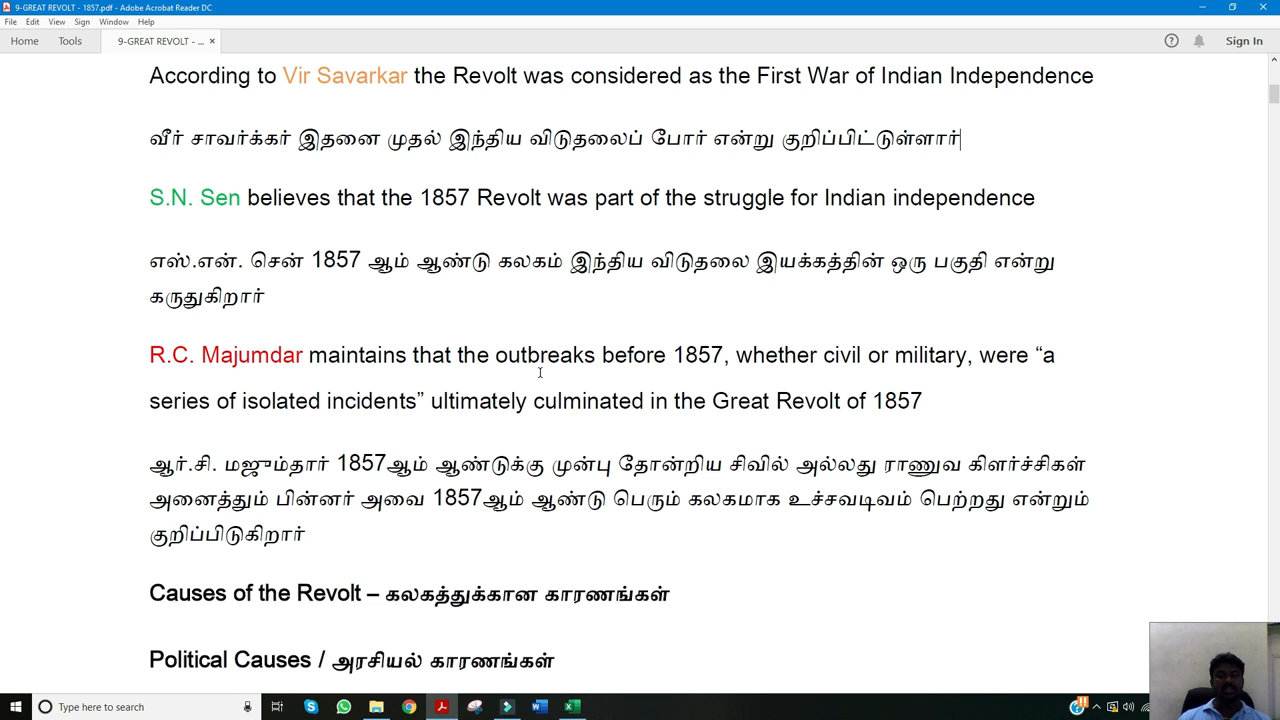 9-GREAT REVOLT - 1857.pdf - Adobe Acrobat Reader DC
File Edit View Sign Window Help
Home Tools 9-GREAT REVOLT - ... × Sign In
According to Vir Savarkar the Revolt was considered as the First War of Indian Independence
வீர் சாவர்க்கர் இதனை முதல் இந்திய விடுதலைப் போர் என்று குறிப்பிட்டுள்ளார்
S.N. Sen believes that the 1857 Revolt was part of the struggle for Indian independence
எஸ்.என். சென் 1857 ஆம் ஆண்டு கலகம் இந்திய விடுதலை இயக்கத்தின் ஒரு பகுதி என்று
கருதுகிறார்
R.C. Majumdar maintains that the outbreaks before 1857, whether civil or military, were “a
series of isolated incidents” ultimately culminated in the Great Revolt of 1857
ஆர்.சி. மஜும்தார் 1857ஆம் ஆண்டுக்கு முன்பு தோன்றிய சிவில் அல்லது ராணுவ கிளர்ச்சிகள்
அனைத்தும் பின்னர் அவை 1857ஆம் ஆண்டு பெரும் கலகமாக உச்சவடிவம் பெற்றது என்றும்
குறிப்பிடுகிறார்
Causes of the Revolt – கலகத்துக்கான காரணங்கள்
Political Causes / அரசியல் காரணங்கள்
Type here to search